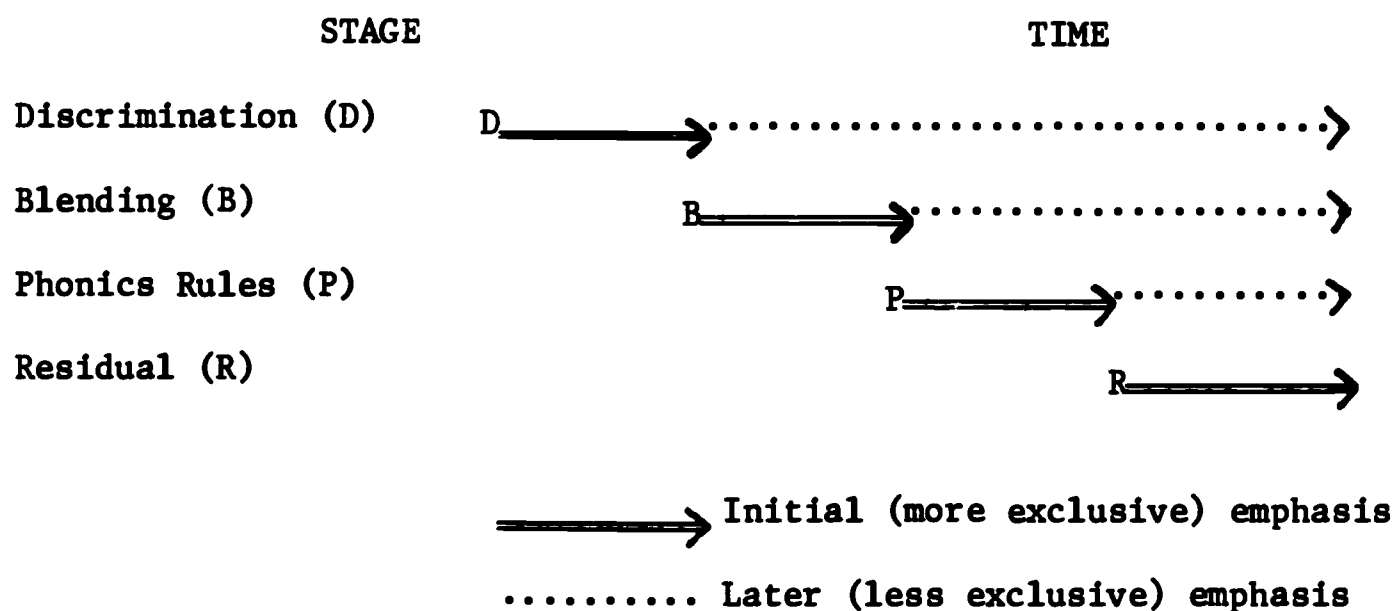 STAGE TIME
Discrimination (D) D
Blending (B) B
Phonics Rules (P) P
Residual (R) R
Initial (more exclusive) emphasis
Later (less exclusive) emphasis